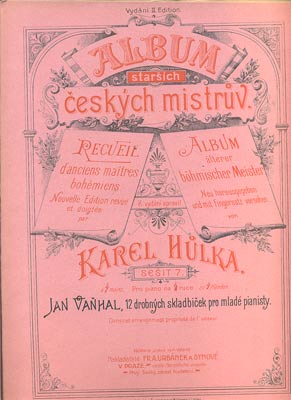 Vydání II. Edition.
ALBUM
starších
českých mistrův.
RECUEIL
d'anciens maîtres
bohémiens
Nouvelle Edition revue
et doigtée
par
ALBUM
älterer
böhmischer Meister
Neu herausgegeben
und mit Fingersatz versehen
von
KAREL HŮLKA.
SEŠIT 7.
Pro piano na 2 ruce
JAN VAŇHAL, 12 drobných skladbiček pro mladé pianisty.
Nakladatelé FR. A. URBÁNEK A SYNOVÉ
V PRAZE